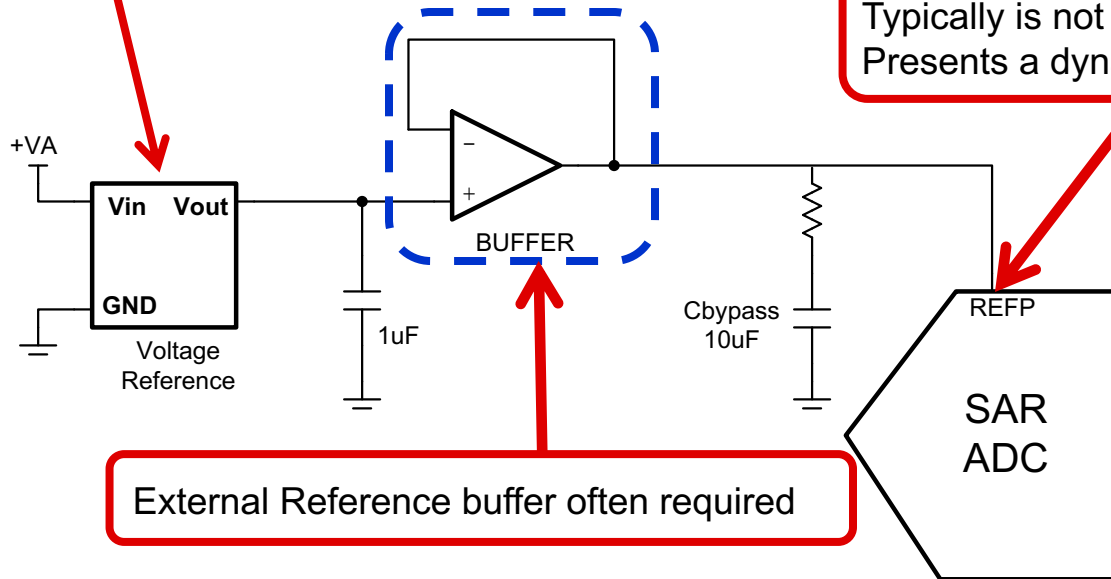 Typically is not
Presents a dyn
+VA
Vin Vout
GND
Voltage
Reference
1uF
−
+
BUFFER
Cbypass
10uF
REFP
SAR
ADC
External Reference buffer often required